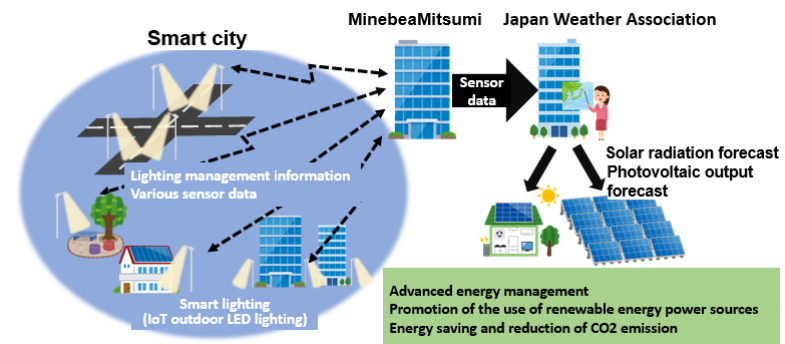 MinebeaMitsumi
Japan Weather Association
Smart city
Sensor
data
Lighting management information
Various sensor data
Solar radiation forecast
Photovoltaic output
forecast
Smart lighting
(IoT outdoor LED lighting)
Advanced energy management
Promotion of the use of renewable energy power sources
Energy saving and reduction of CO2 emission